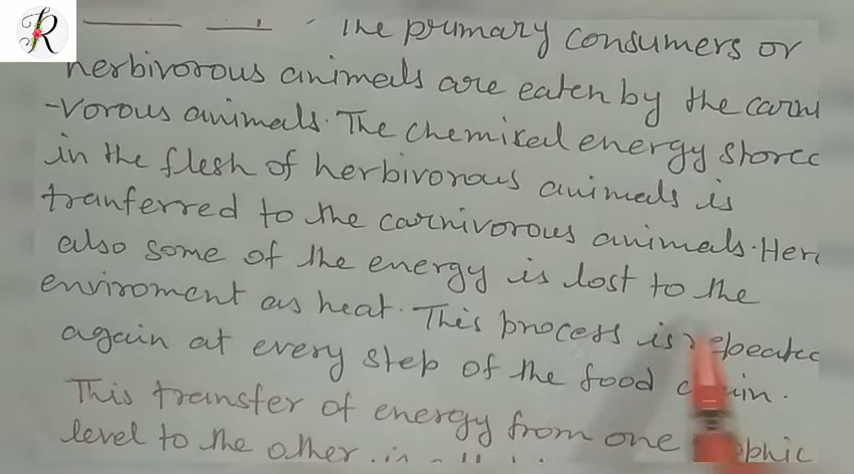 R
The primary consumers or
herbivorous animals are eaten by the carni
-vorous animals. The chemical energy stored
in the flesh of herbivorous animals is
tranferred to the carnivorous animals. Here
also some of the energy is lost to the
enviroment as heat. This process is repeated
again at every step of the food chain.
This transfer of energy from one trophic
level to the other. in